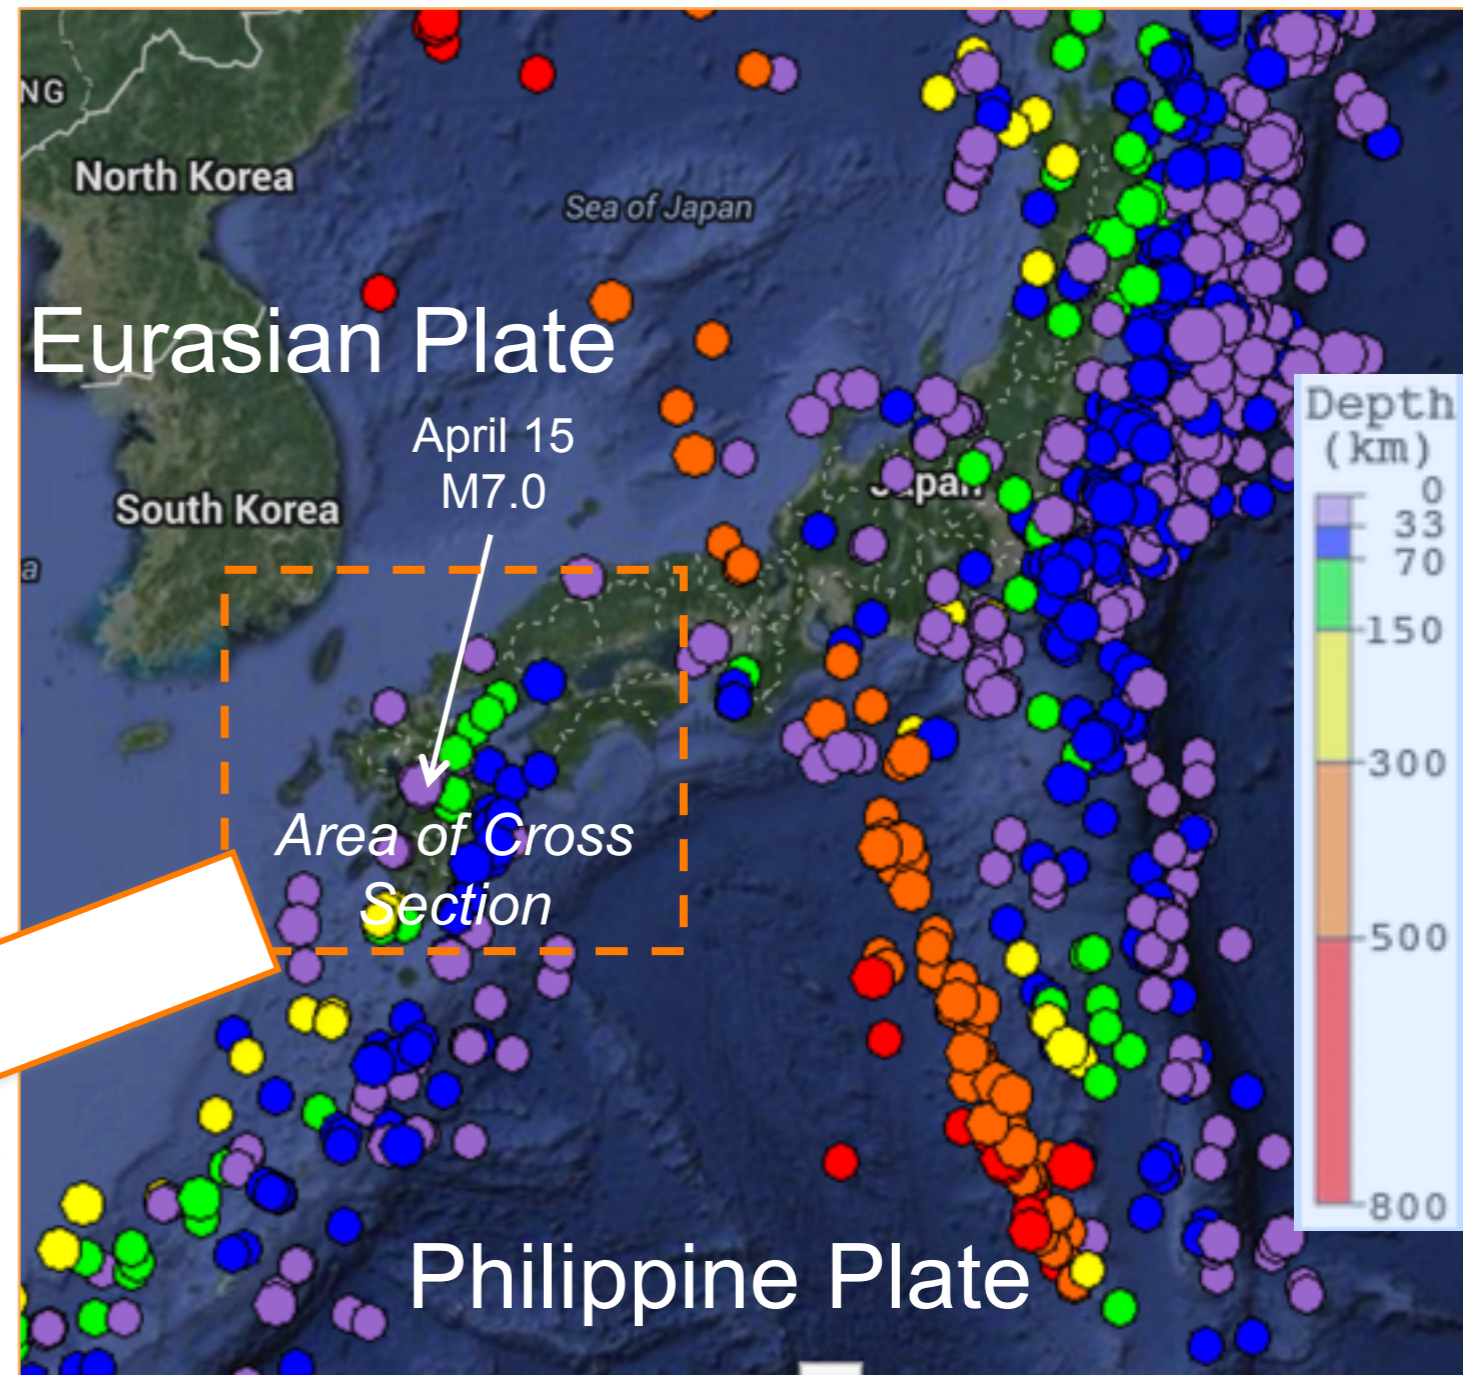 NG
North Korea
Sea of Japan
Eurasian Plate
April 15
M7.0
South Korea
Japan
a
Depth
(km)
0
33
70
150
300
500
800
Area of Cross
Section
Philippine Plate